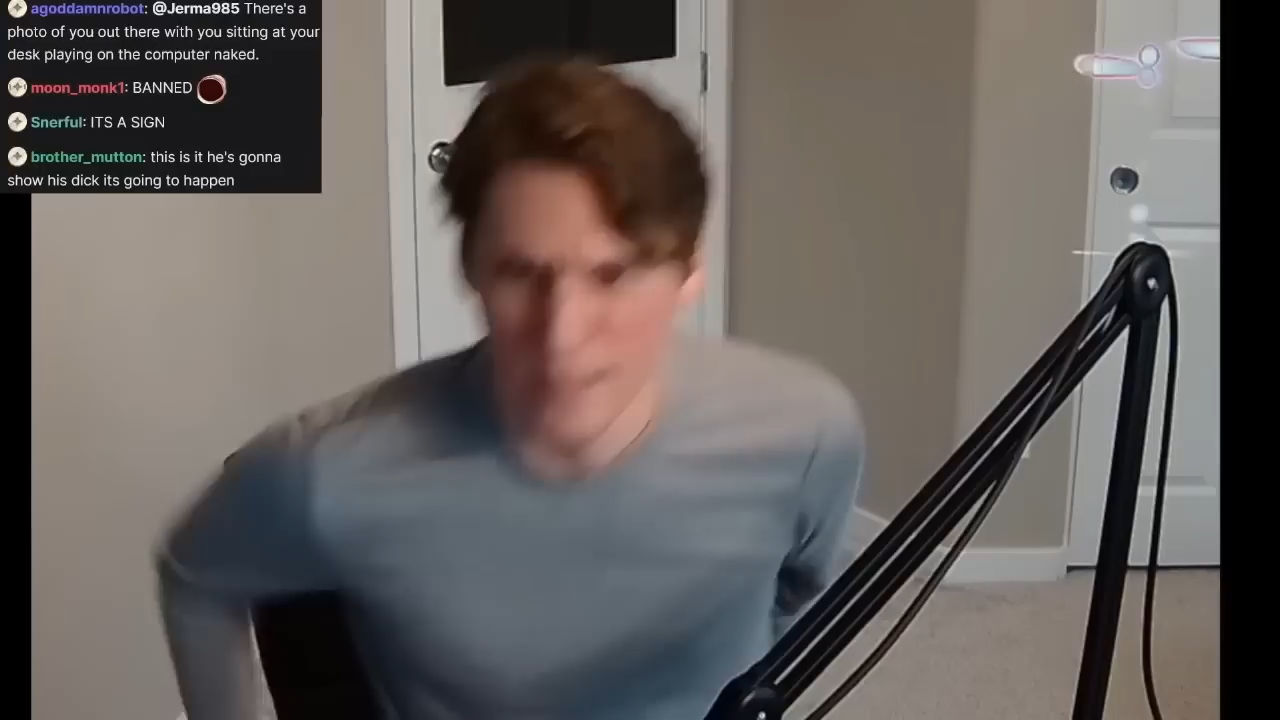 agoddamnrobot: @Jerma985 There's a
photo of you out there with you sitting at your
desk playing on the computer naked.
moon_monk1: BANNED
Snerful: ITS A SIGN
brother_mutton: this is it he's gonna
show his dick its going to happen